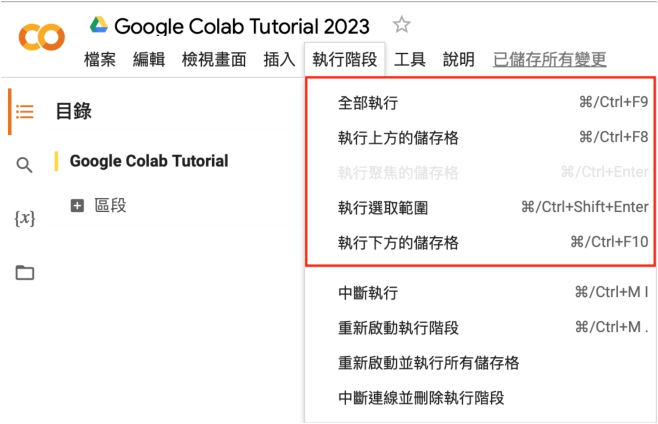 Google Colab Tutorial 2023
檔案 編輯 檢視畫面 插入 執行階段 工具 說明 已儲存所有變更
目錄
Google Colab Tutorial
區段
{x}
全部執行 ⌘/Ctrl+F9
執行上方的儲存格 ⌘/Ctrl+F8
執行聚焦的儲存格 ⌘/Ctrl+Enter
執行選取範圍 ⌘/Ctrl+Shift+Enter
執行下方的儲存格 ⌘/Ctrl+F10
中斷執行 ⌘/Ctrl+M I
重新啟動執行階段 ⌘/Ctrl+M .
重新啟動並執行所有儲存格
中斷連線並刪除執行階段